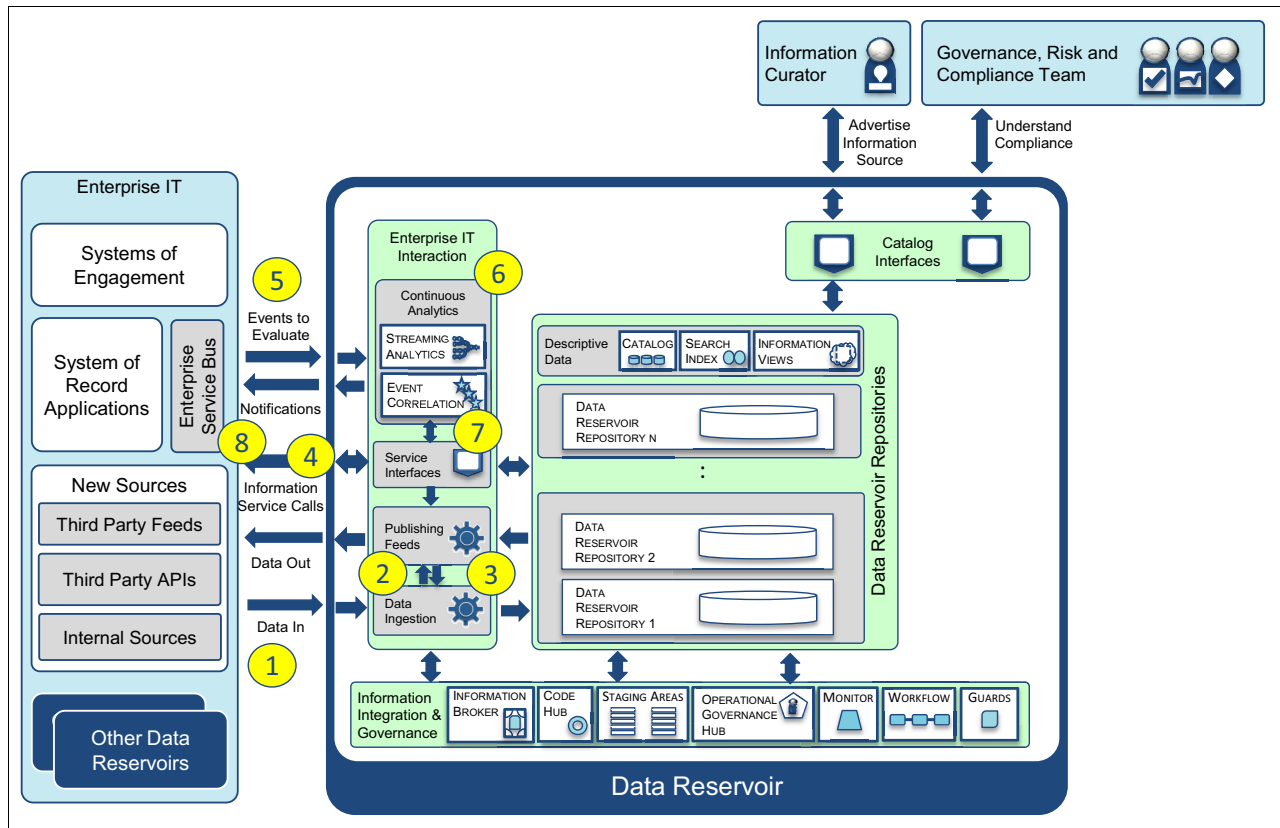 Information
Curator
Governance, Risk and
Compliance Team
Advertise
Information
Source
Understand
Compliance
Enterprise IT
Systems of
Engagement
System of
Record
Applications
Enterprise
Service Bus
New Sources
Third Party Feeds
Third Party APIs
Internal Sources
Other Data
Reservoirs
5
Events to
Evaluate
Notifications
8
4
Information
Service Calls
Data Out
Data In
1
Enterprise IT
Interaction
6
Continuous
Analytics
STREAMING
ANALYTICS
EVENT
CORRELATION
7
Service
Interfaces
Publishing
Feeds
2
3
Data
Ingestion
Catalog
Interfaces
Descriptive
Data
CATALOG
SEARCH
INDEX
INFORMATION
VIEWS
DATA
RESERVOIR
REPOSITORY N
:
DATA
RESERVOIR
REPOSITORY 2
DATA
RESERVOIR
REPOSITORY 1
Data Reservoir Repositories
Information
Integration &
Governance
INFORMATION
BROKER
CODE
HUB
STAGING AREAS
OPERATIONAL
GOVERNANCE
HUB
MONITOR
WORKFLOW
GUARDS
Data Reservoir